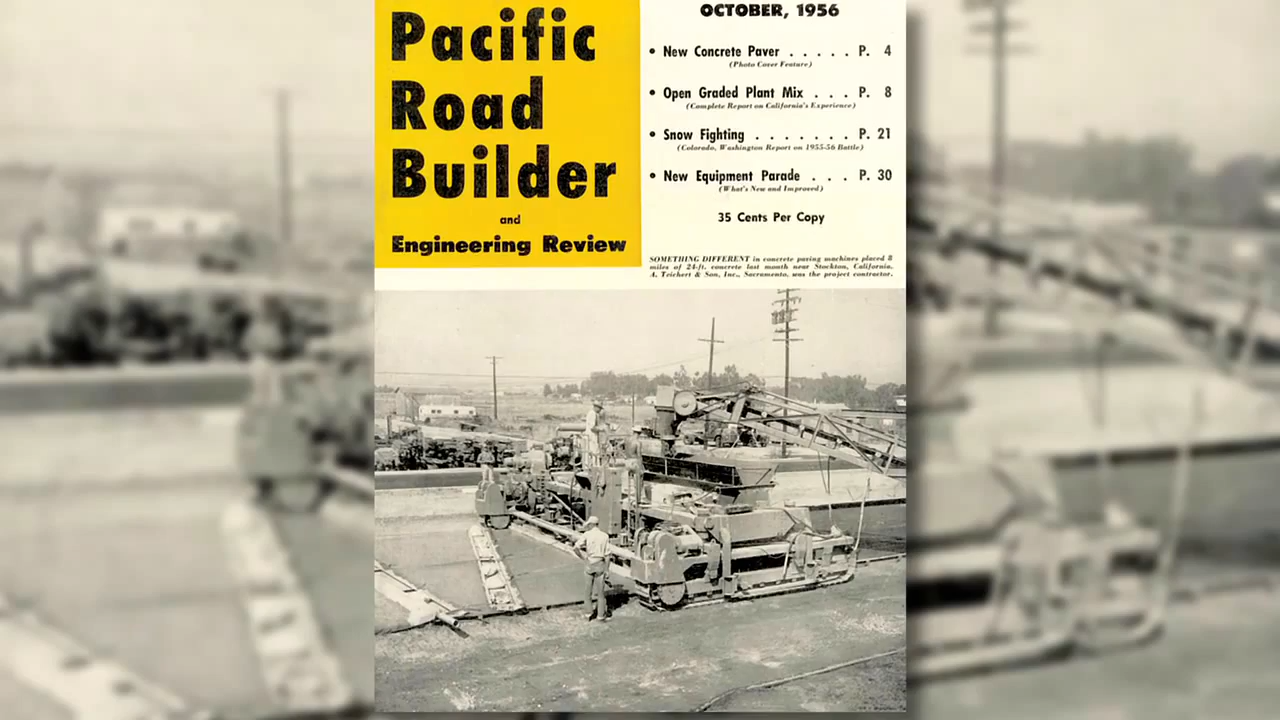 Pacific
Road
Builder
and
Engineering Review
OCTOBER, 1956
• New Concrete Paver . . . . . P. 4
(Photo Cover Feature)
• Open Graded Plant Mix . . . P. 8
(Complete Report on California's Experience)
• Snow Fighting . . . . . . . P. 21
(Colorado, Washington Report on 1955-56 Battle)
• New Equipment Parade . . . P. 30
(What's New and Improved)
35 Cents Per Copy
SOMETHING DIFFERENT in concrete paving machines placed 8
miles of 24-ft. concrete last month near Stockton, California.
A. Teichert & Son, Inc., Sacramento, was the project contractor.